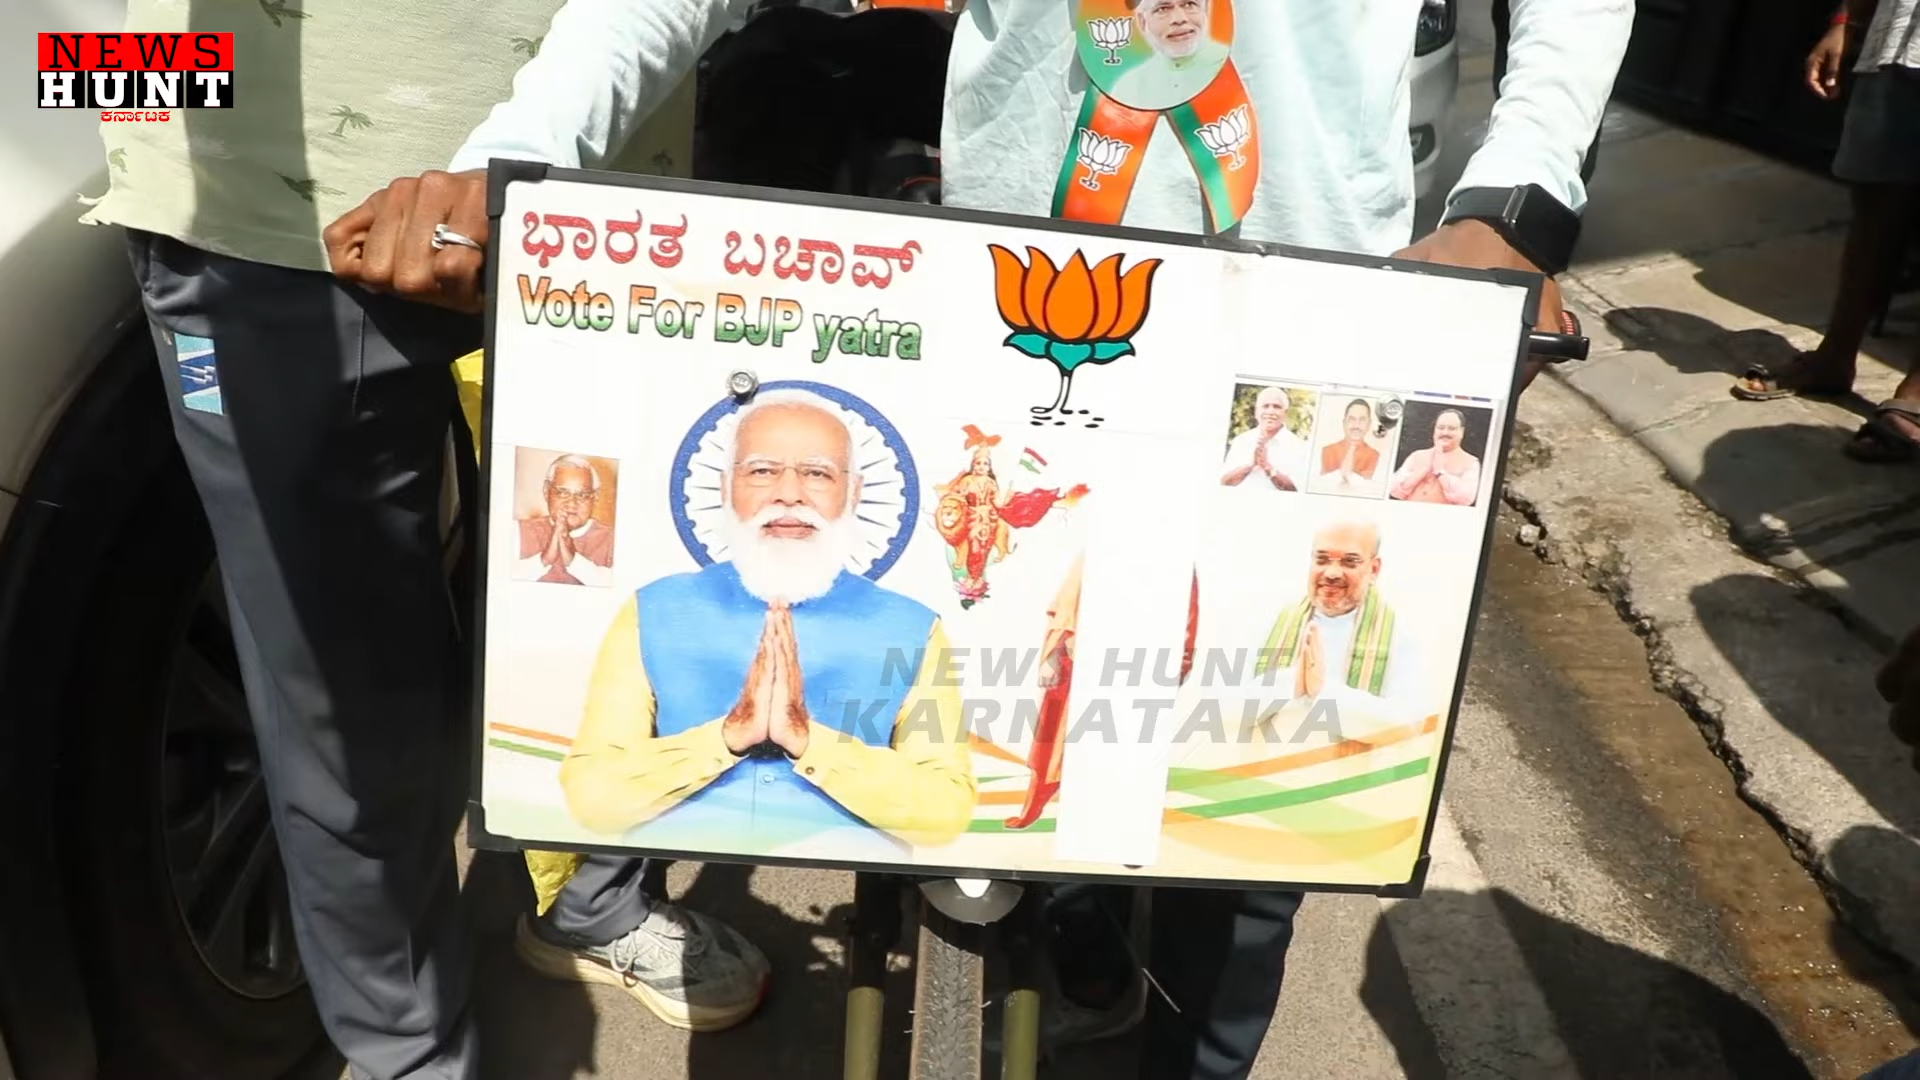 NEWS
HUNT
ಕರ್ನಾಟಕ
ಭಾರತ ಬಚಾವ್
Vote For BJP yatra
NEWS HUNT
KARNATAKA